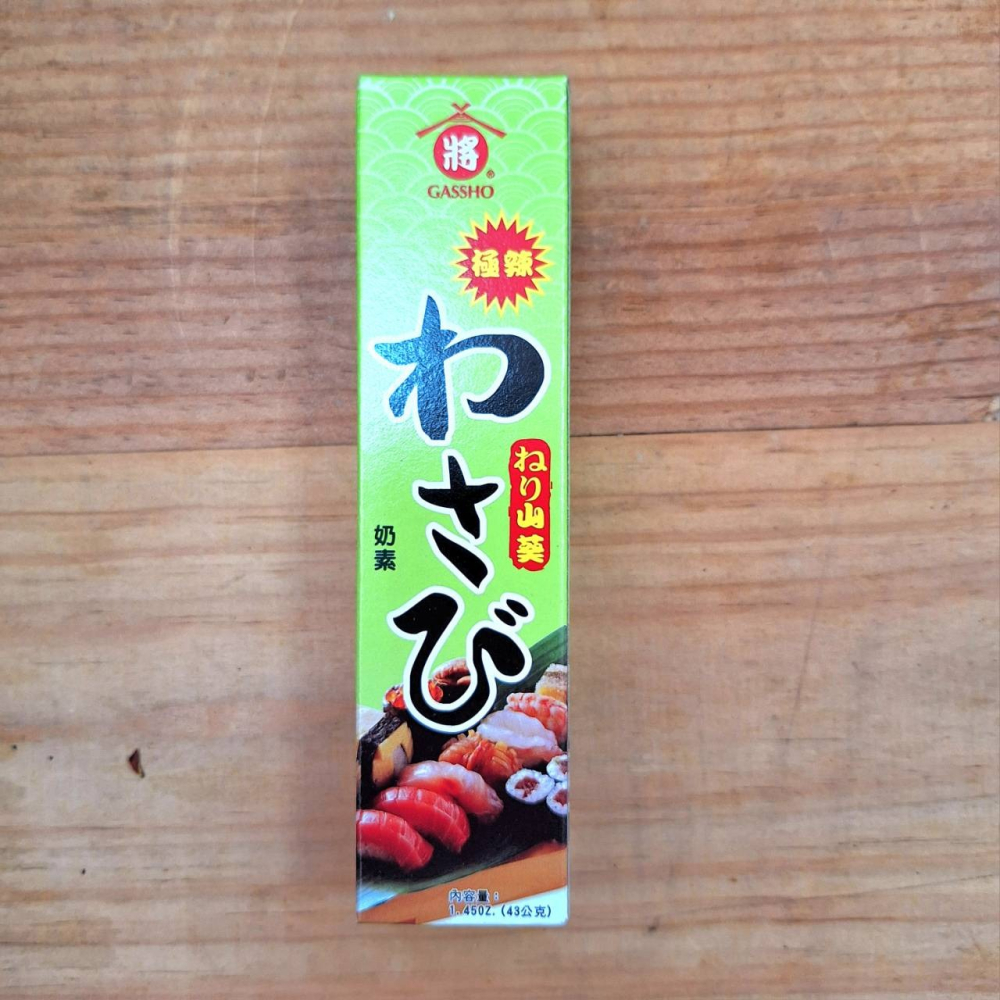 將®
GASSHO
極辣
わさび
ねり山葵
奶素
內容量：
1.45OZ.(43公克)